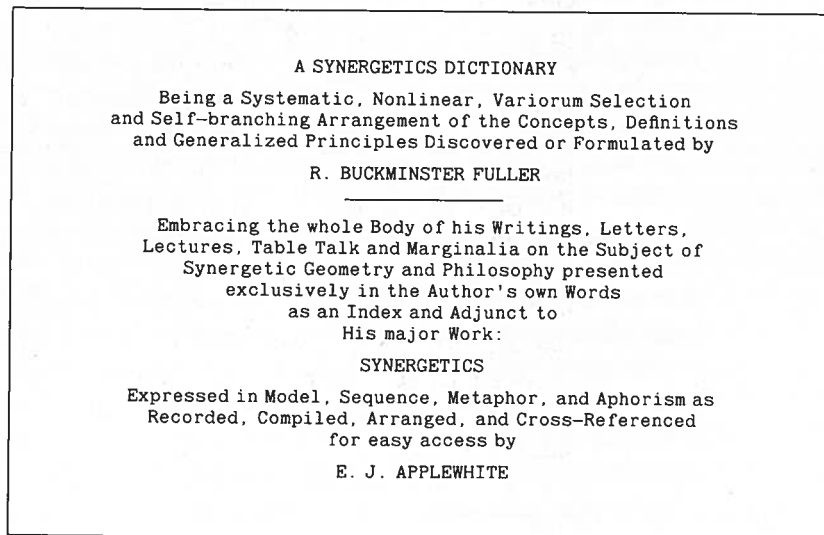 A SYNERGETICS DICTIONARY
Being a Systematic, Nonlinear, Variorum Selection
and Self-branching Arrangement of the Concepts, Definitions
and Generalized Principles Discovered or Formulated by
R. BUCKMINSTER FULLER
Embracing the whole Body of his Writings, Letters,
Lectures, Table Talk and Marginalia on the Subject of
Synergetic Geometry and Philosophy presented
exclusively in the Author's own Words
as an Index and Adjunct to
His major Work:
SYNERGETICS
Expressed in Model, Sequence, Metaphor, and Aphorism as
Recorded, Compiled, Arranged, and Cross-Referenced
for easy access by
E. J. APPLEWHITE